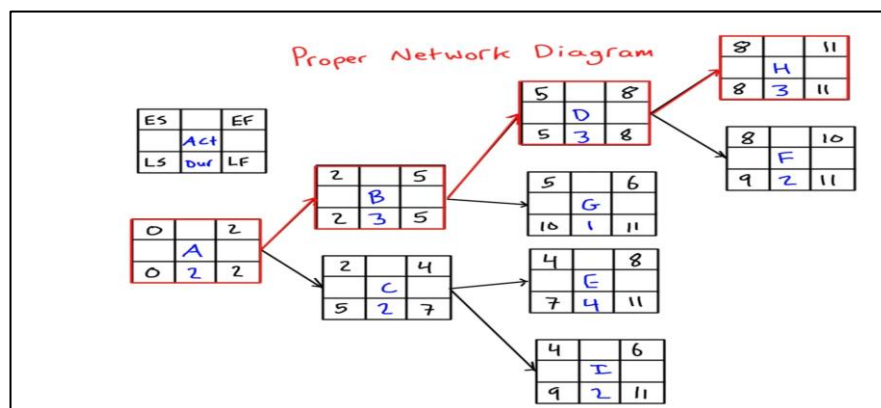 Proper Network Diagram
ES EF
Act
LS Dur LF
0 2
A
0 2 2
2 5
B
2 3 5
2 4
C
5 2 7
5 8
D
5 3 8
5 6
G
10 1 11
4 8
E
7 4 11
4 6
I
9 2 11
8 11
H
8 3 11
8 10
F
9 2 11